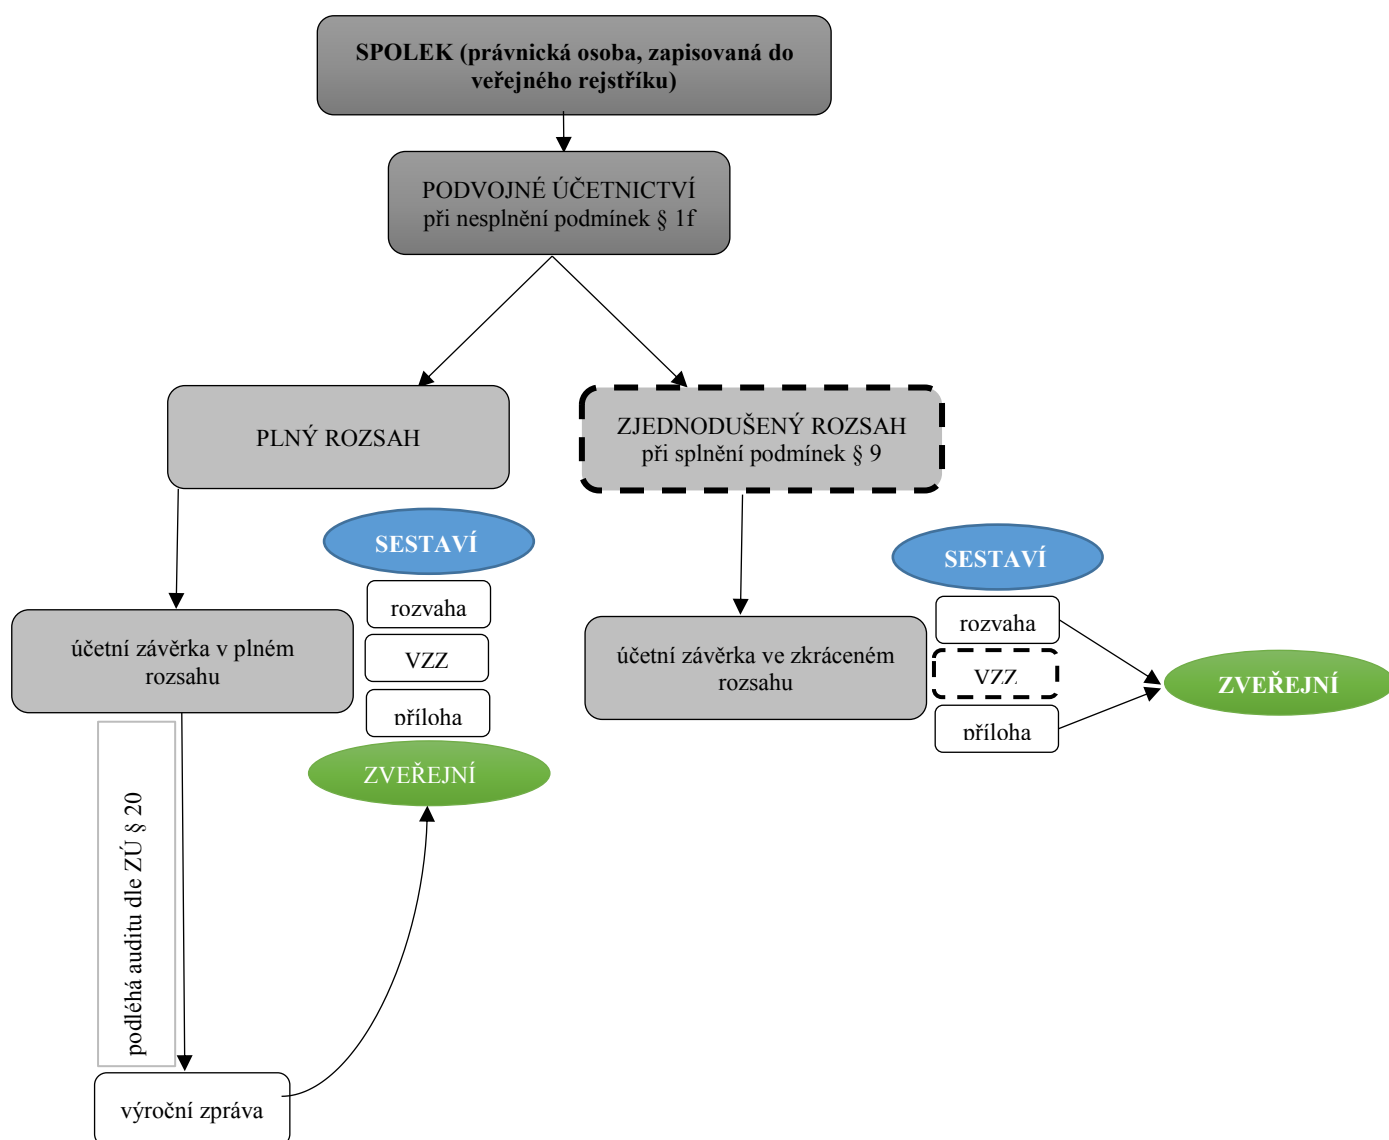 SPOLEK (právnická osoba, zapisovaná do
veřejného rejstříku)
PODVOJNÉ ÚČETNICTVÍ
při nesplnění podmínek § 1f
PLNÝ ROZSAH
ZJEDNODUŠENÝ ROZSAH
při splnění podmínek § 9
SESTAVÍ
rozvaha
VZZ
příloha
účetní závěrka v plném
rozsahu
ZVEŘEJNÍ
SESTAVÍ
rozvaha
VZZ
příloha
účetní závěrka ve zkráceném
rozsahu
ZVEŘEJNÍ
podléhá auditu dle ZÚ § 20
výroční zpráva